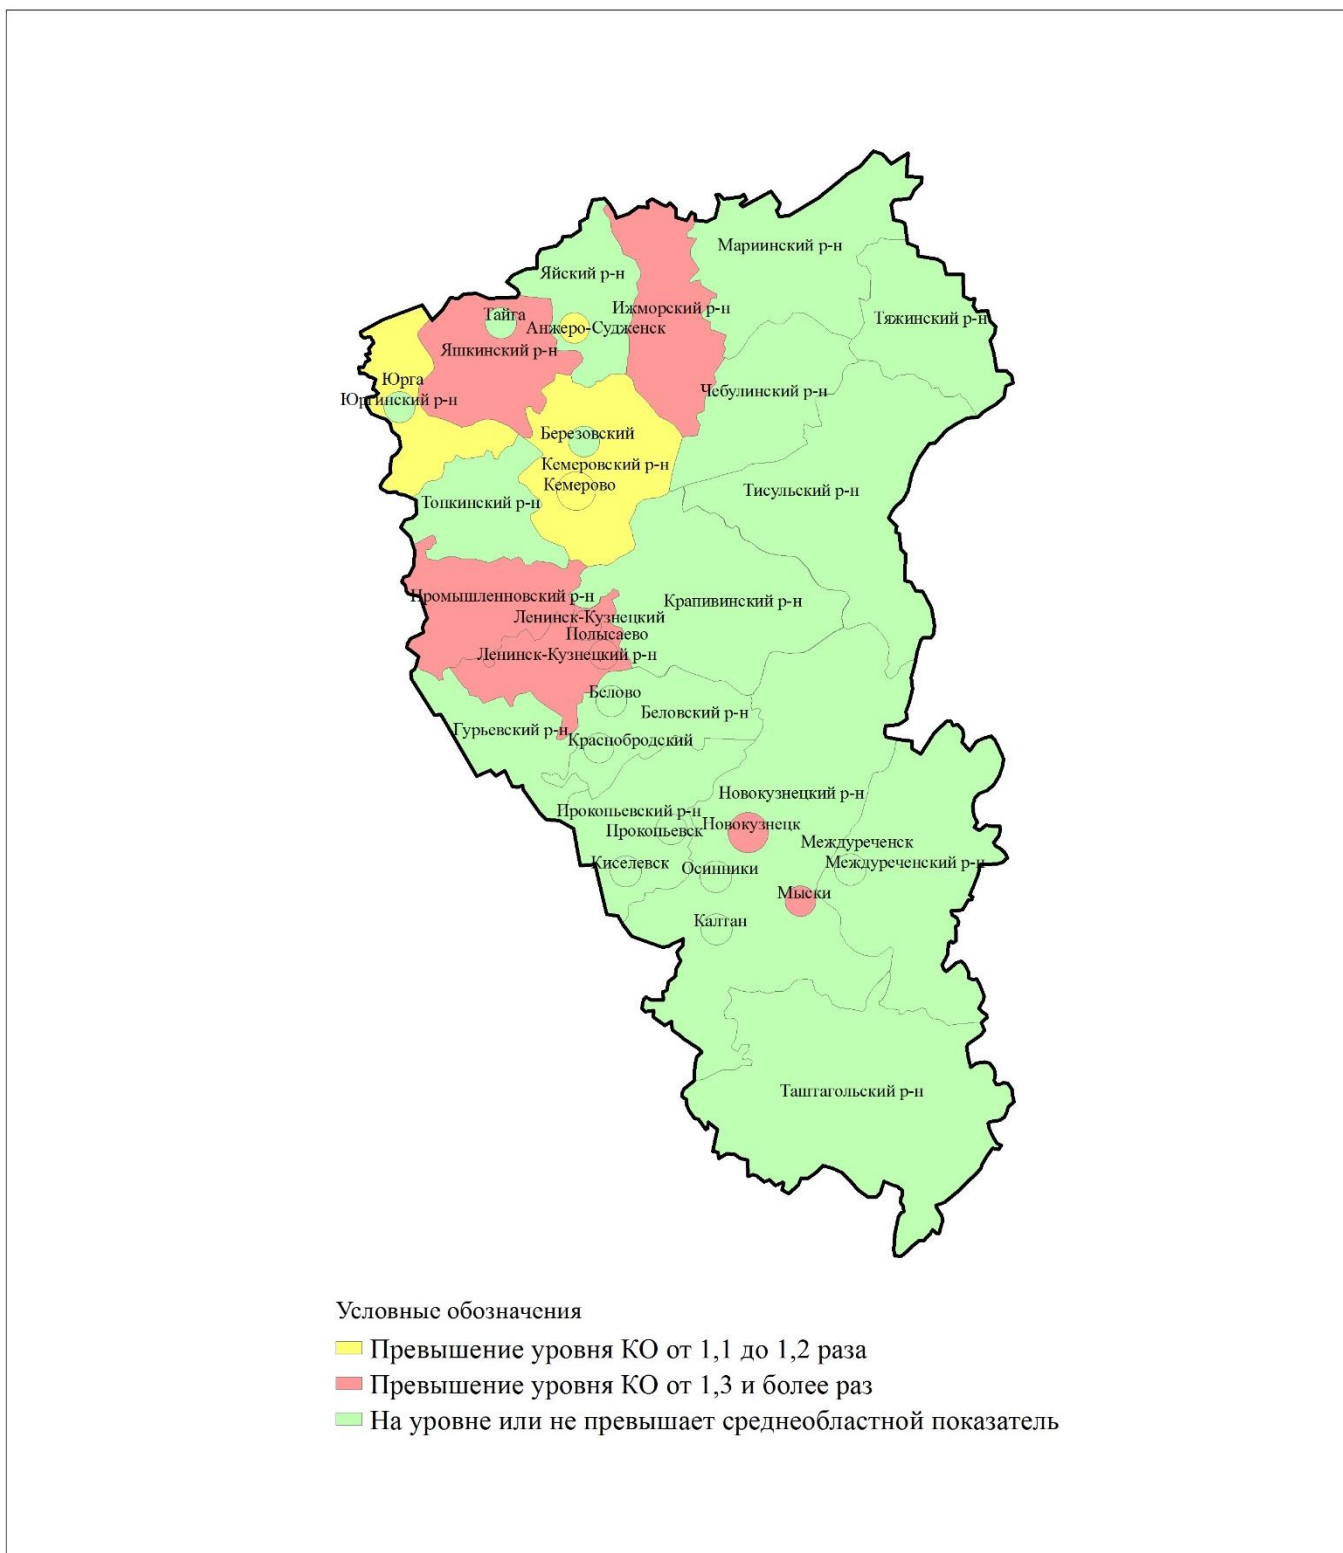 Мариинский р-н
Яйский р-н
Ижморский р-н
Тайга
Тяжинский р-н
Анжеро-Судженск
Яшкинский р-н
Юрга
Чебулинский р-н
Юргинский р-н
Березовский
Кемеровский р-н
Кемерово
Тисульский р-н
Топкинский р-н
Промышленновский р-н
Крапивинский р-н
Ленинск-Кузнецкий
Полысаево
Ленинск-Кузнецкий р-н
Белово
Беловский р-н
Гурьевский р-н
Краснобродский
Новокузнецкий р-н
Прокопьевский р-н
Новокузнецк
Прокопьевск
Междуреченск
Киселевск
Осинники
Междуреченский р-н
Мыски
Калтан
Таштагольский р-н
Условные обозначения
Превышение уровня КО от 1,1 до 1,2 раза
Превышение уровня КО от 1,3 и более раз
На уровне или не превышает среднеобластной показатель